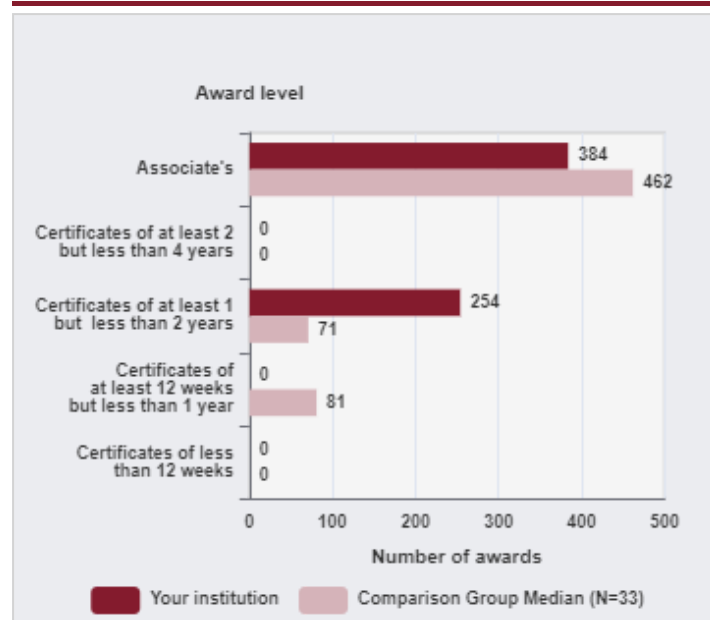 Award level
Associate's
384
462
Certificates of at least 2
but less than 4 years
0
0
Certificates of at least 1
but less than 2 years
254
71
Certificates of
at least 12 weeks
but less than 1 year
0
81
Certificates of less
than 12 weeks
0
0
0 100 200 300 400 500
Number of awards
Your institution Comparison Group Median (N=33)